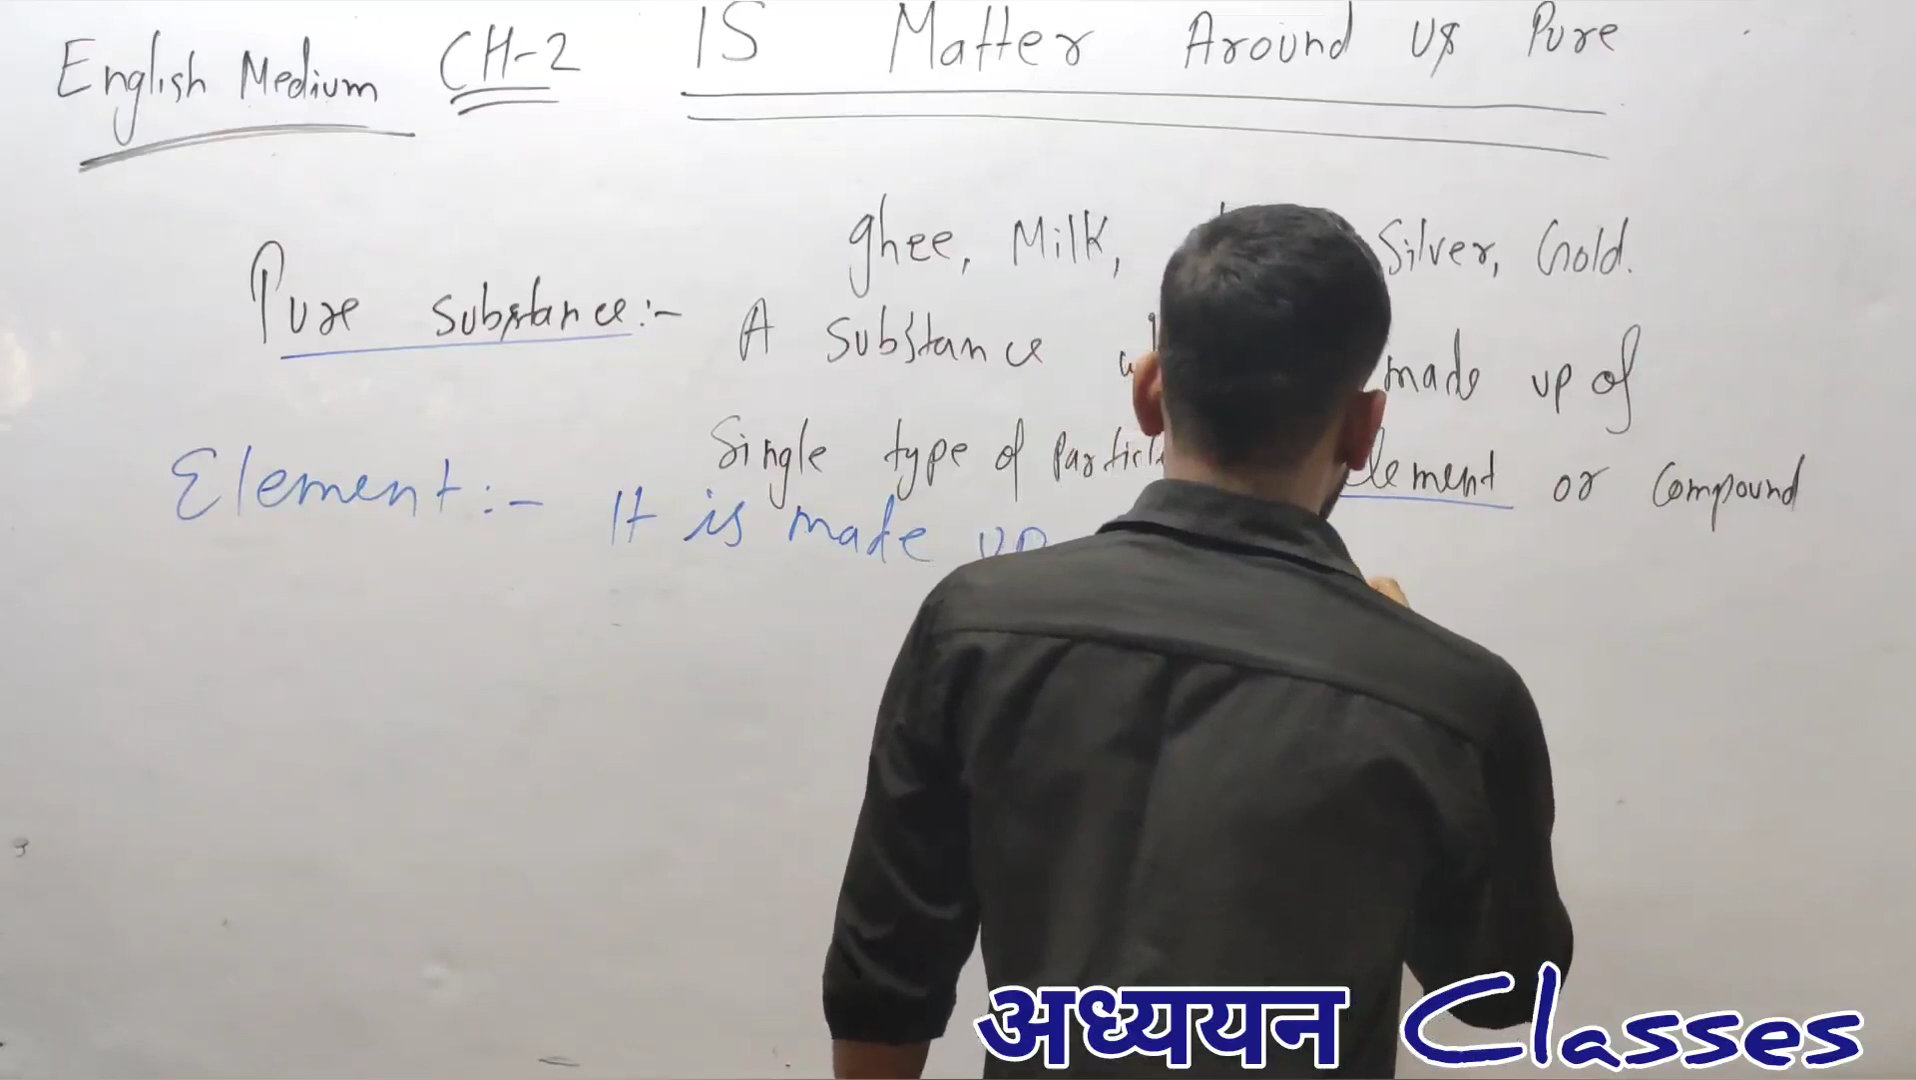 English Medium CH-2 IS Matter Around us Pure
ghee, Milk, Silver, Gold.
Pure substance:- A substance made up of
Single type of element or compound
Element:- It is made up
अध्ययन Classes